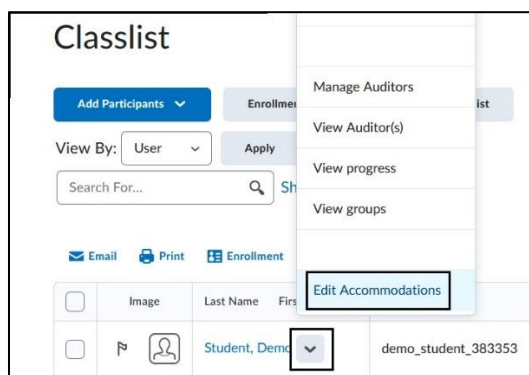 Classlist
Manage Auditors
Add Participants Enrollme ist
View Auditor(s)
View By: User Apply
View progress
Search For... Sh
View groups
Email Print Enrollment
Edit Accommodations
Image Last Name Firs
Student, Demo demo_student_383353